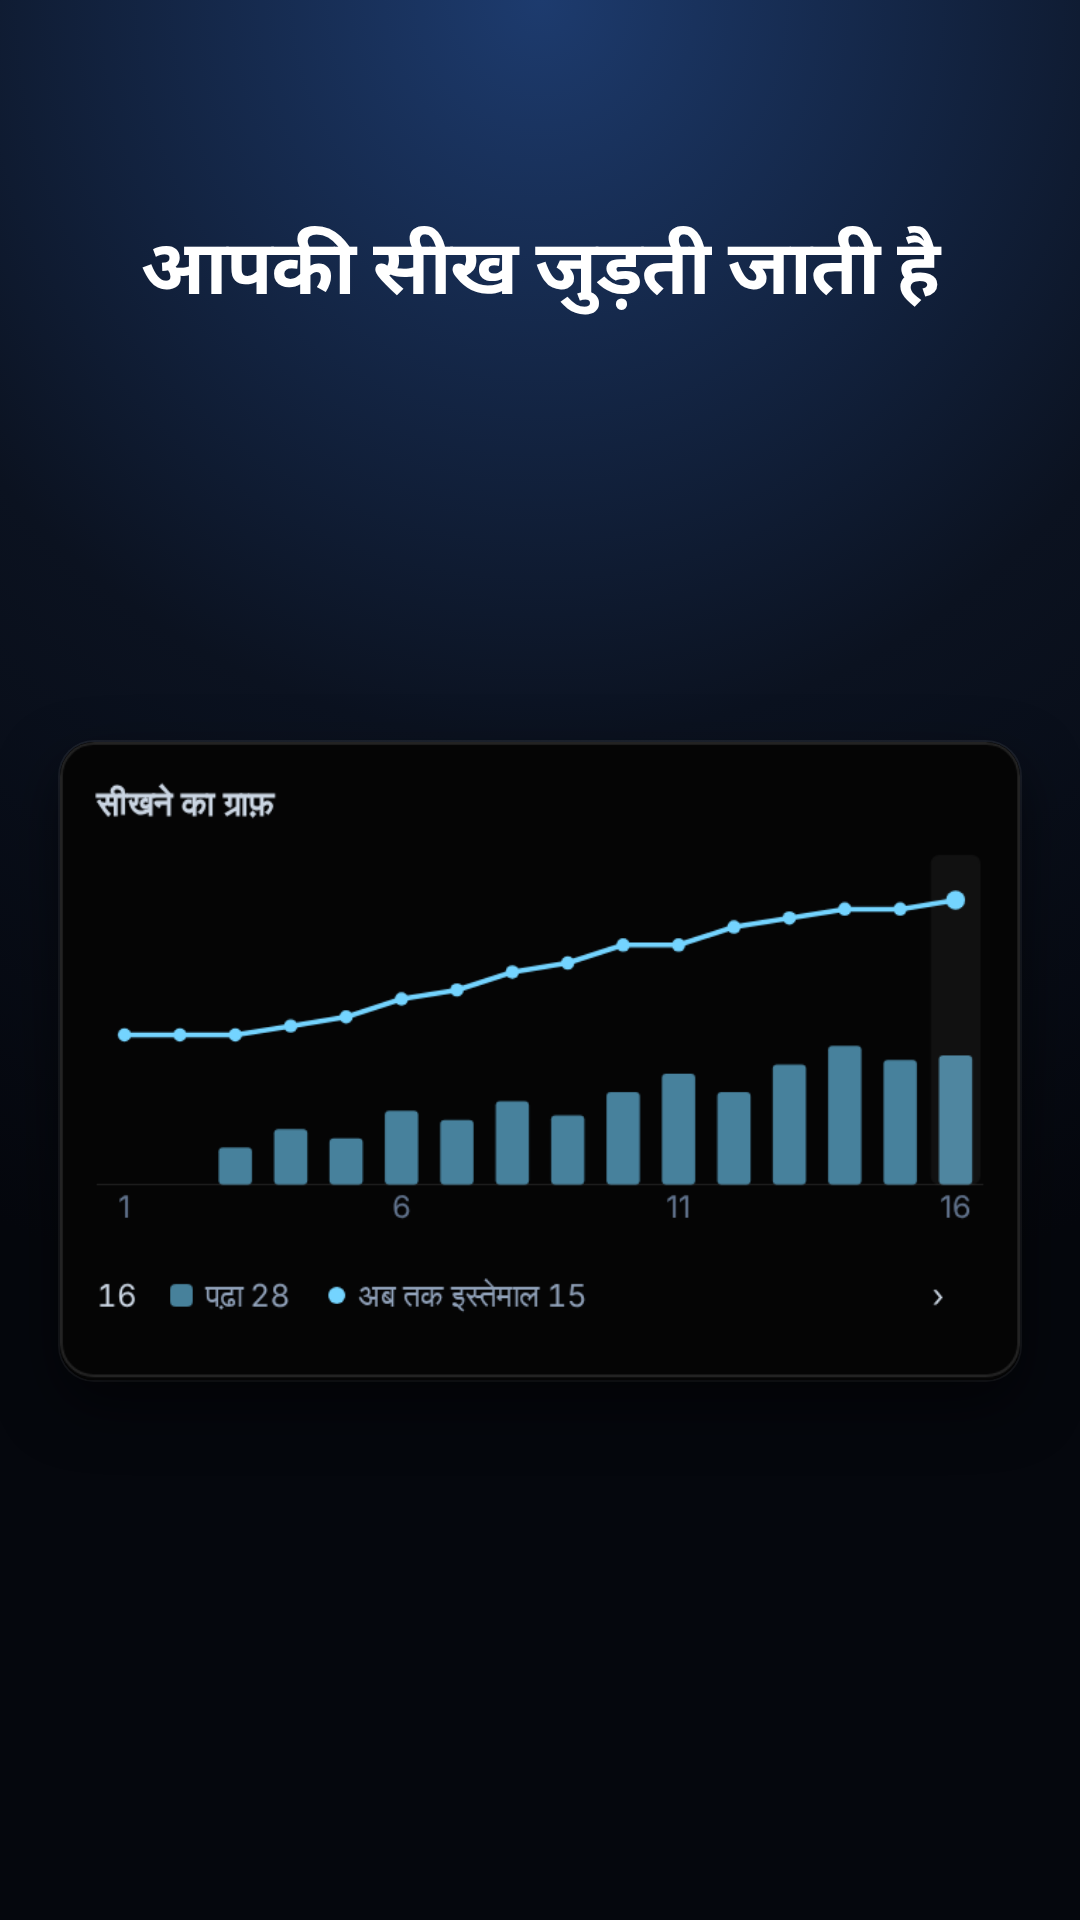 आपकी सीख जुड़ती जाती है
सीखने का ग्राफ़
1 6 11 16
16 पढ़ा 28 अब तक इस्तेमाल 15 ›